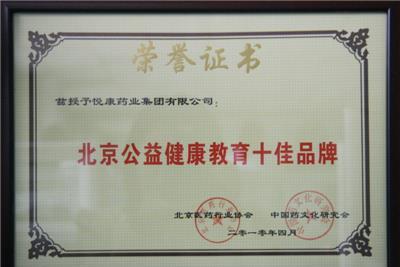 荣誉证书
兹授予悦康药业集团有限公司：
北京公益健康教育十佳品牌
北京医药行业协会 中国药文化研究会
二零一零年四月